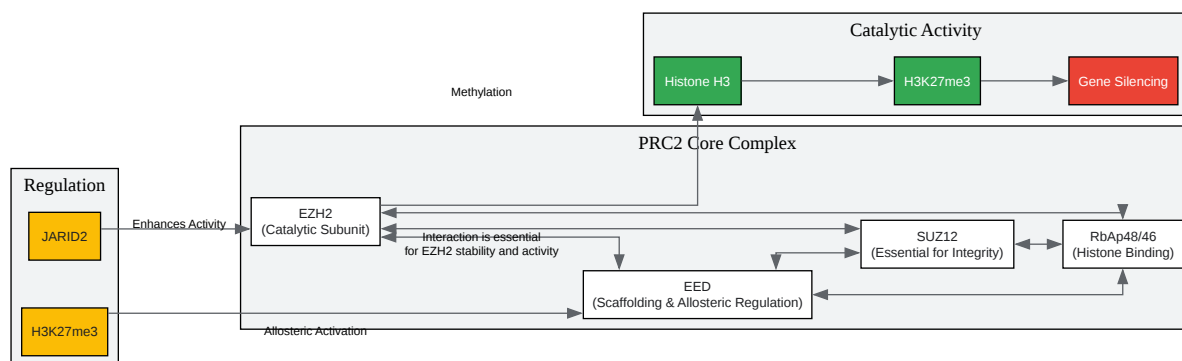 Catalytic Activity
Histone H3
H3K27me3
Gene Silencing
Methylation
PRC2 Core Complex
Regulation
JARID2
Enhances Activity
EZH2
(Catalytic Subunit)
Interaction is essential
for EZH2 stability and activity
SUZ12
(Essential for Integrity)
RbAp48/46
(Histone Binding)
EED
(Scaffolding & Allosteric Regulation)
H3K27me3
Allosteric Activation